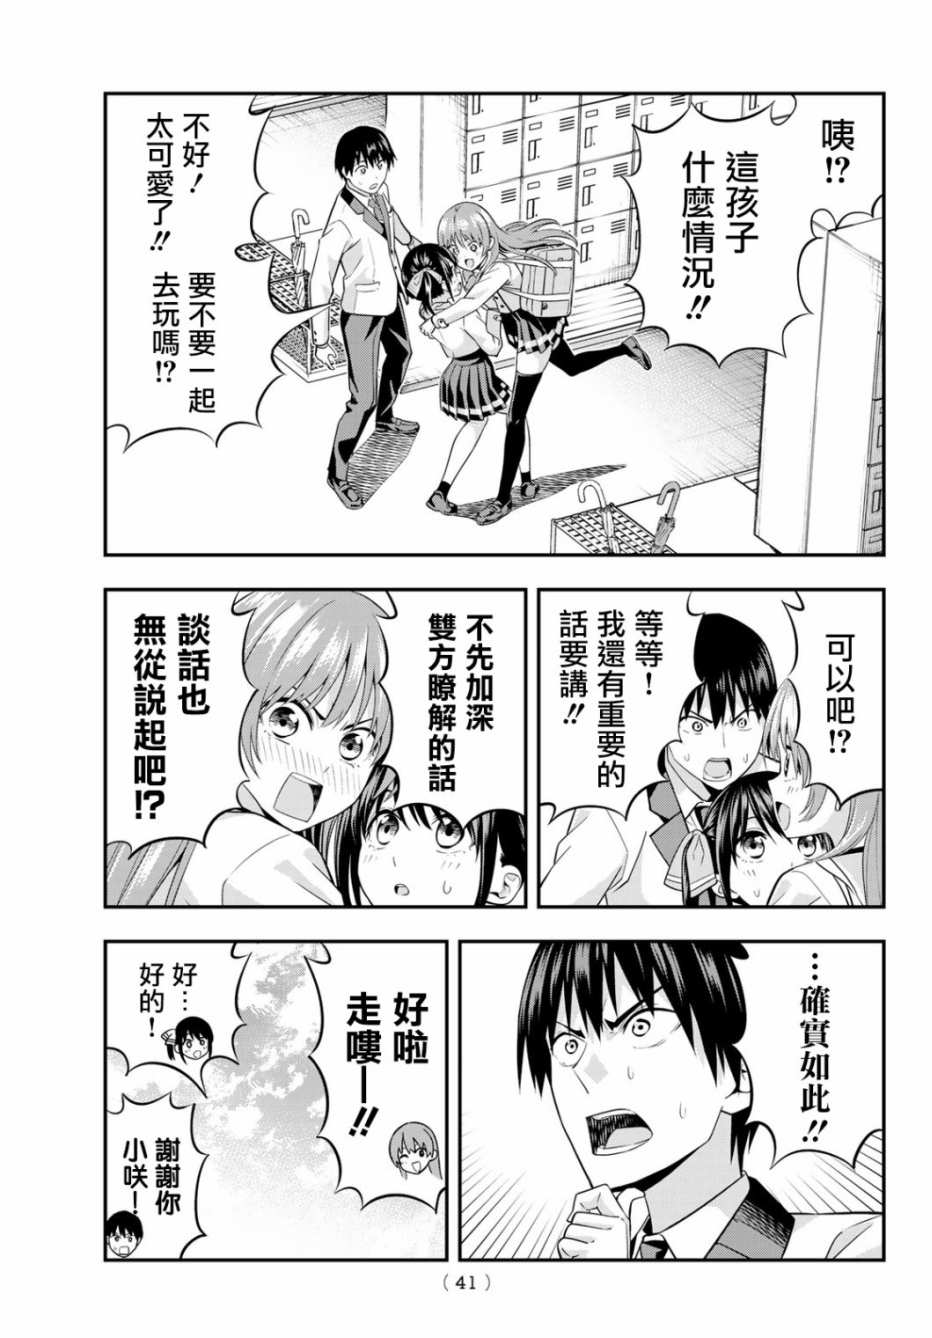 咦!?
這孩子
什麼情況!!
不好！
太可愛了!!
要不要一起
去玩嗎!?
可以吧!?
等等！
我還有重要的
話要講!!
不先加深
雙方瞭解的話
談話也
無從説起吧!?
…確實如此!!
好啦
走嘍—!!
好…
好的！
謝謝你
小咲！
（41）